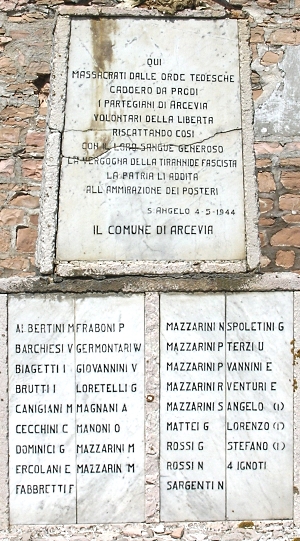 QUI
MASSACRATI DALLE ORDE TEDESCHE
CADDERO DA PRODI
I PARTEGIANI DI ARCEVIA
VOLONTARI DELLA LIBERTA
RISCATTANDO COSI
CON IL LORO SANGUE GENEROSO
LA VERGOGNA DELLA TIRANNIDE FASCISTA
LA PATRIA LI ADDITA
ALL AMMIRAZIONE DEI POSTERI
S. ANGELO 4-5-1944
IL COMUNE DI ARCEVIA
ALBERTINI M
BARCHIESI V
BIAGETTI I
BRUTTI I
CANIGIANI M
CECCHINI C
DOMINICI G
ERCOLANI E
FABBRETTI F
FRABONI P
GERMONTARI W
GIOVANNINI V
LORETELLI G
MAGNANI A
MANONI D
MAZZARINI M
MAZZARINI M
MAZZARINI N
MAZZARINI P
MAZZARINI P
MAZZARINI R
MAZZARINI S
MATTEI G
ROSSI G
ROSSI N
SARGENTI N
SPOLETINI G
TERZI U
VANNINI E
VENTURI E
ANGELO (1)
LORENZO (1)
STEFANO (1)
4 IGNOTI